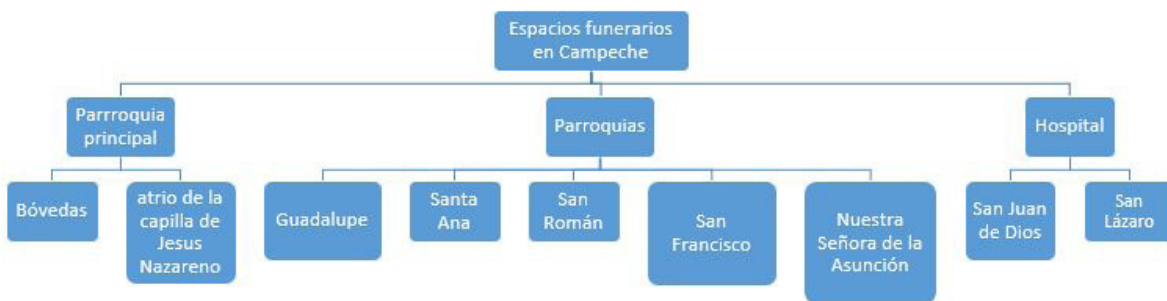 Espacios funerarios
en Campeche
Parrroquia
principal
Parroquias
Hospital
Bóvedas
atrio de la
capilla de
Jesus
Nazareno
Guadalupe
Santa
Ana
San
Román
San
Francisco
Nuestra
Señora de la
Asunción
San Juan
de Dios
San
Lázaro